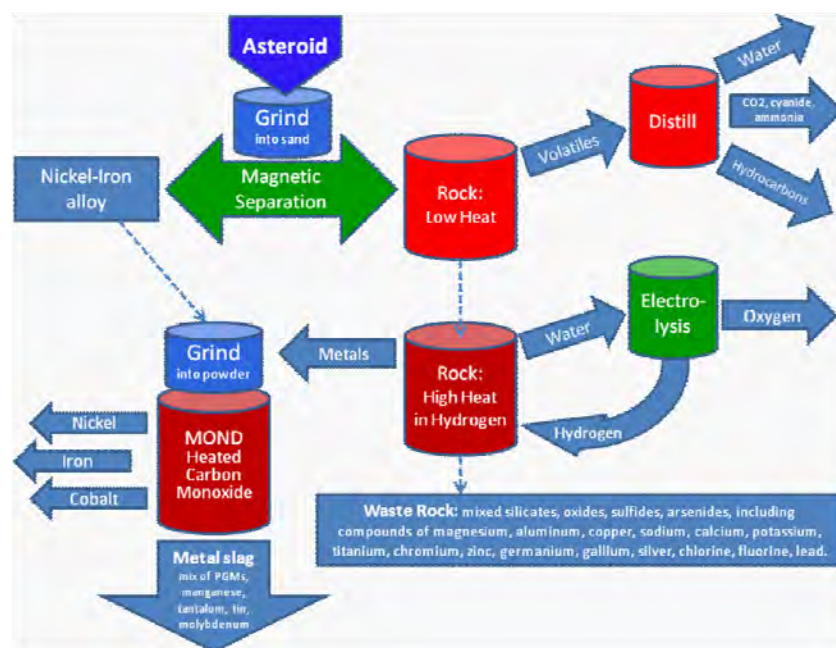 Asteroid
Grind
into sand
Magnetic
Separation
Nickel-Iron
alloy
Rock:
Low Heat
Volatiles
Distill
Water
CO2, cyanide,
ammonia
Hydrocarbons
Grind
into powder
Metals
Rock:
High Heat
in Hydrogen
Water
Electro-
lysis
Oxygen
Hydrogen
MOND
Heated
Carbon
Monoxide
Nickel
Iron
Cobalt
Metal slag
mix of PGMs,
manganese,
tantalum, tin,
molybdenum
Waste Rock: mixed silicates, oxides, sulfides, arsenides, including
compounds of magnesium, aluminum, copper, sodium, calcium, potassium,
titanium, chromium, zinc, germanium, gallium, silver, chlorine, fluorine, lead.